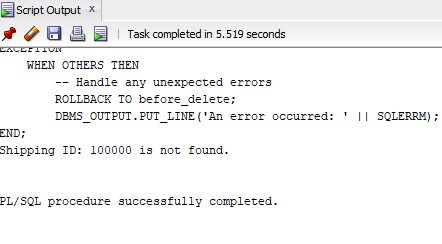 Script Output x
Task completed in 5.519 seconds
EXCEPTION
    WHEN OTHERS THEN
        -- Handle any unexpected errors
        ROLLBACK TO before_delete;
        DBMS_OUTPUT.PUT_LINE('An error occurred: ' || SQLERRM);
END;
Shipping ID: 100000 is not found.
PL/SQL procedure successfully completed.